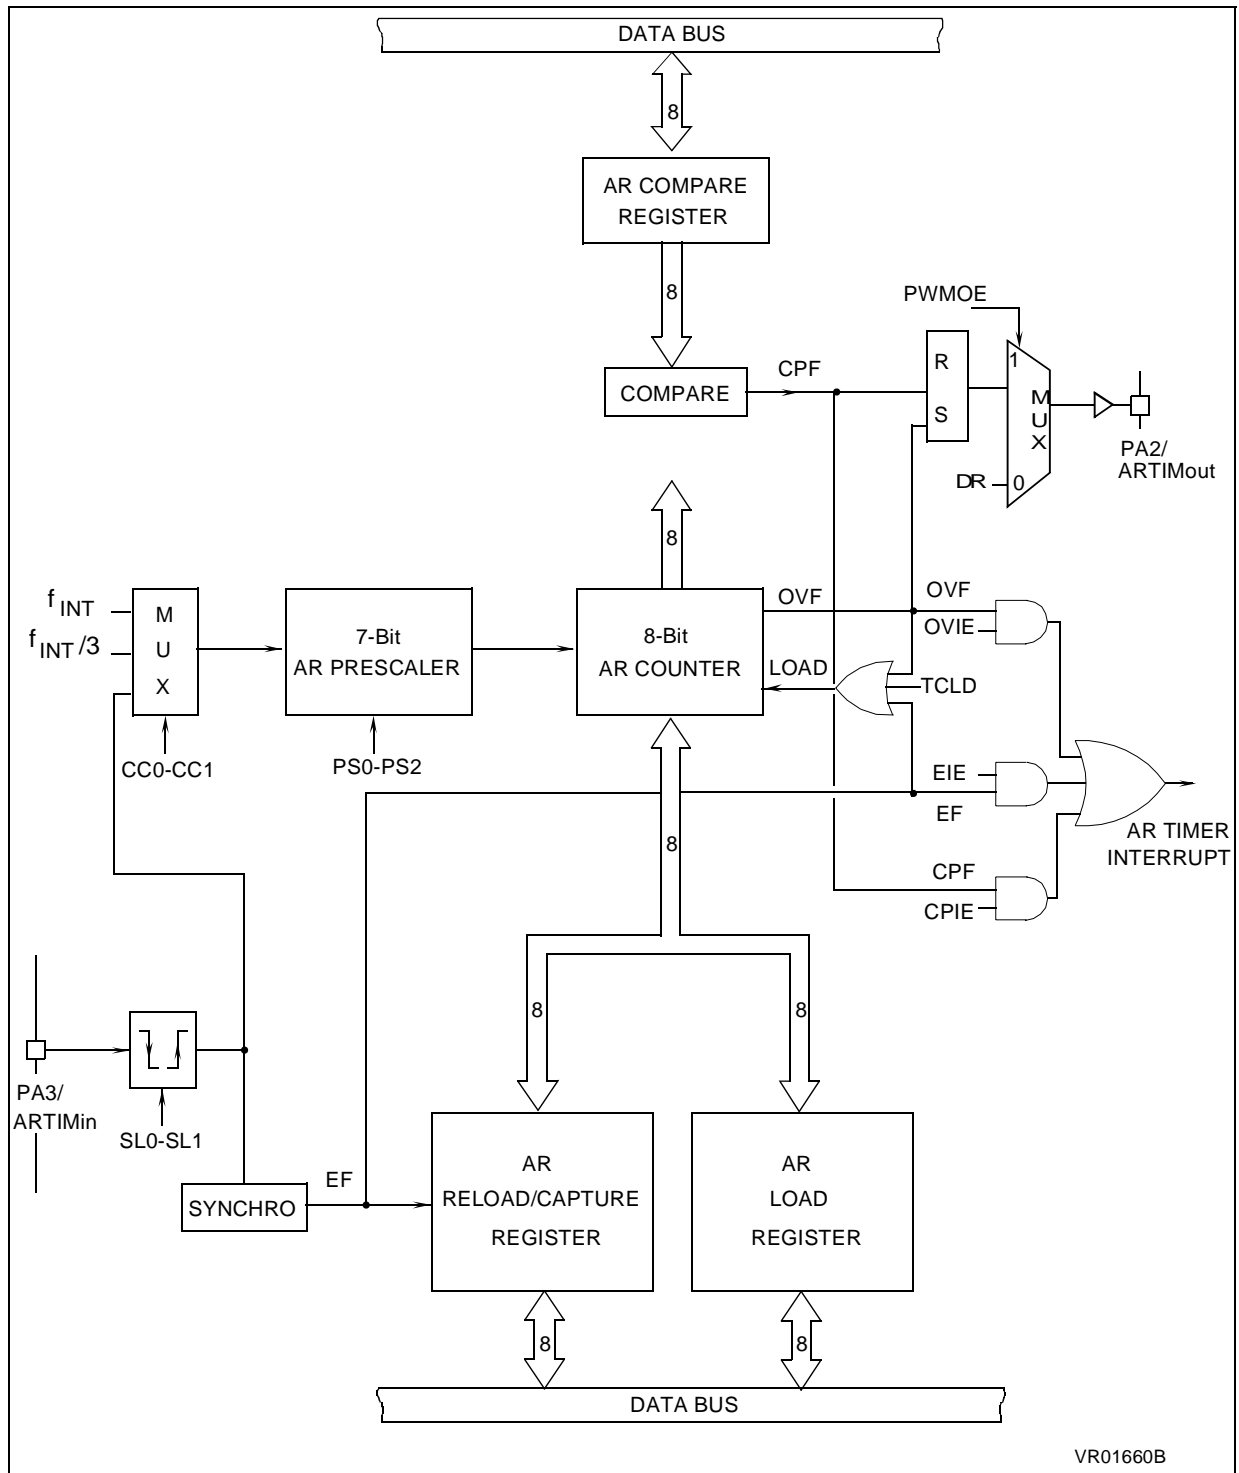 DATA BUS
8
AR COMPARE
REGISTER
8
PWMOE
COMPARE
CPF
R
S
1
M
U
X
DR
0
PA2/
ARTIMout
8
f INT
f INT /3
M
U
X
CC0-CC1
7-Bit
AR PRESCALER
PS0-PS2
8-Bit
AR COUNTER
OVF
OVF
OVIE
LOAD
TCLD
EIE
EF
AR TIMER
INTERRUPT
CPF
CPIE
8
8
8
PA3/
ARTIMin
SL0-SL1
SYNCHRO
EF
AR
RELOAD/CAPTURE
REGISTER
AR
LOAD
REGISTER
8
8
DATA BUS
VR01660B